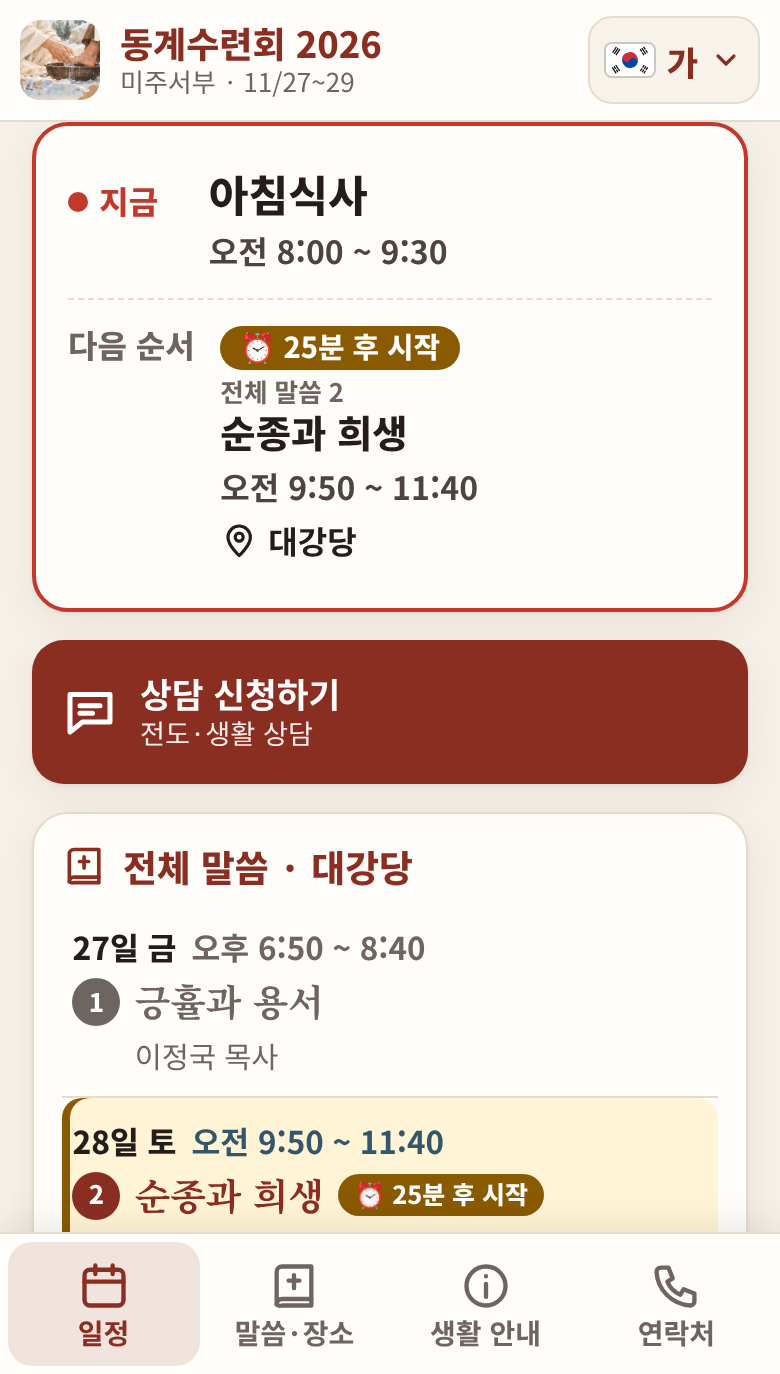 동계수련회 2026
미주서부 · 11/27~29
가
지금
아침식사
오전 8:00 ~ 9:30
다음 순서
25분 후 시작
전체 말씀 2
순종과 희생
오전 9:50 ~ 11:40
대강당
상담 신청하기
전도·생활 상담
전체 말씀 · 대강당
27일 금 오후 6:50 ~ 8:40
1 긍휼과 용서
이정국 목사
28일 토 오전 9:50 ~ 11:40
2 순종과 희생 25분 후 시작
일정 말씀·장소 생활 안내 연락처